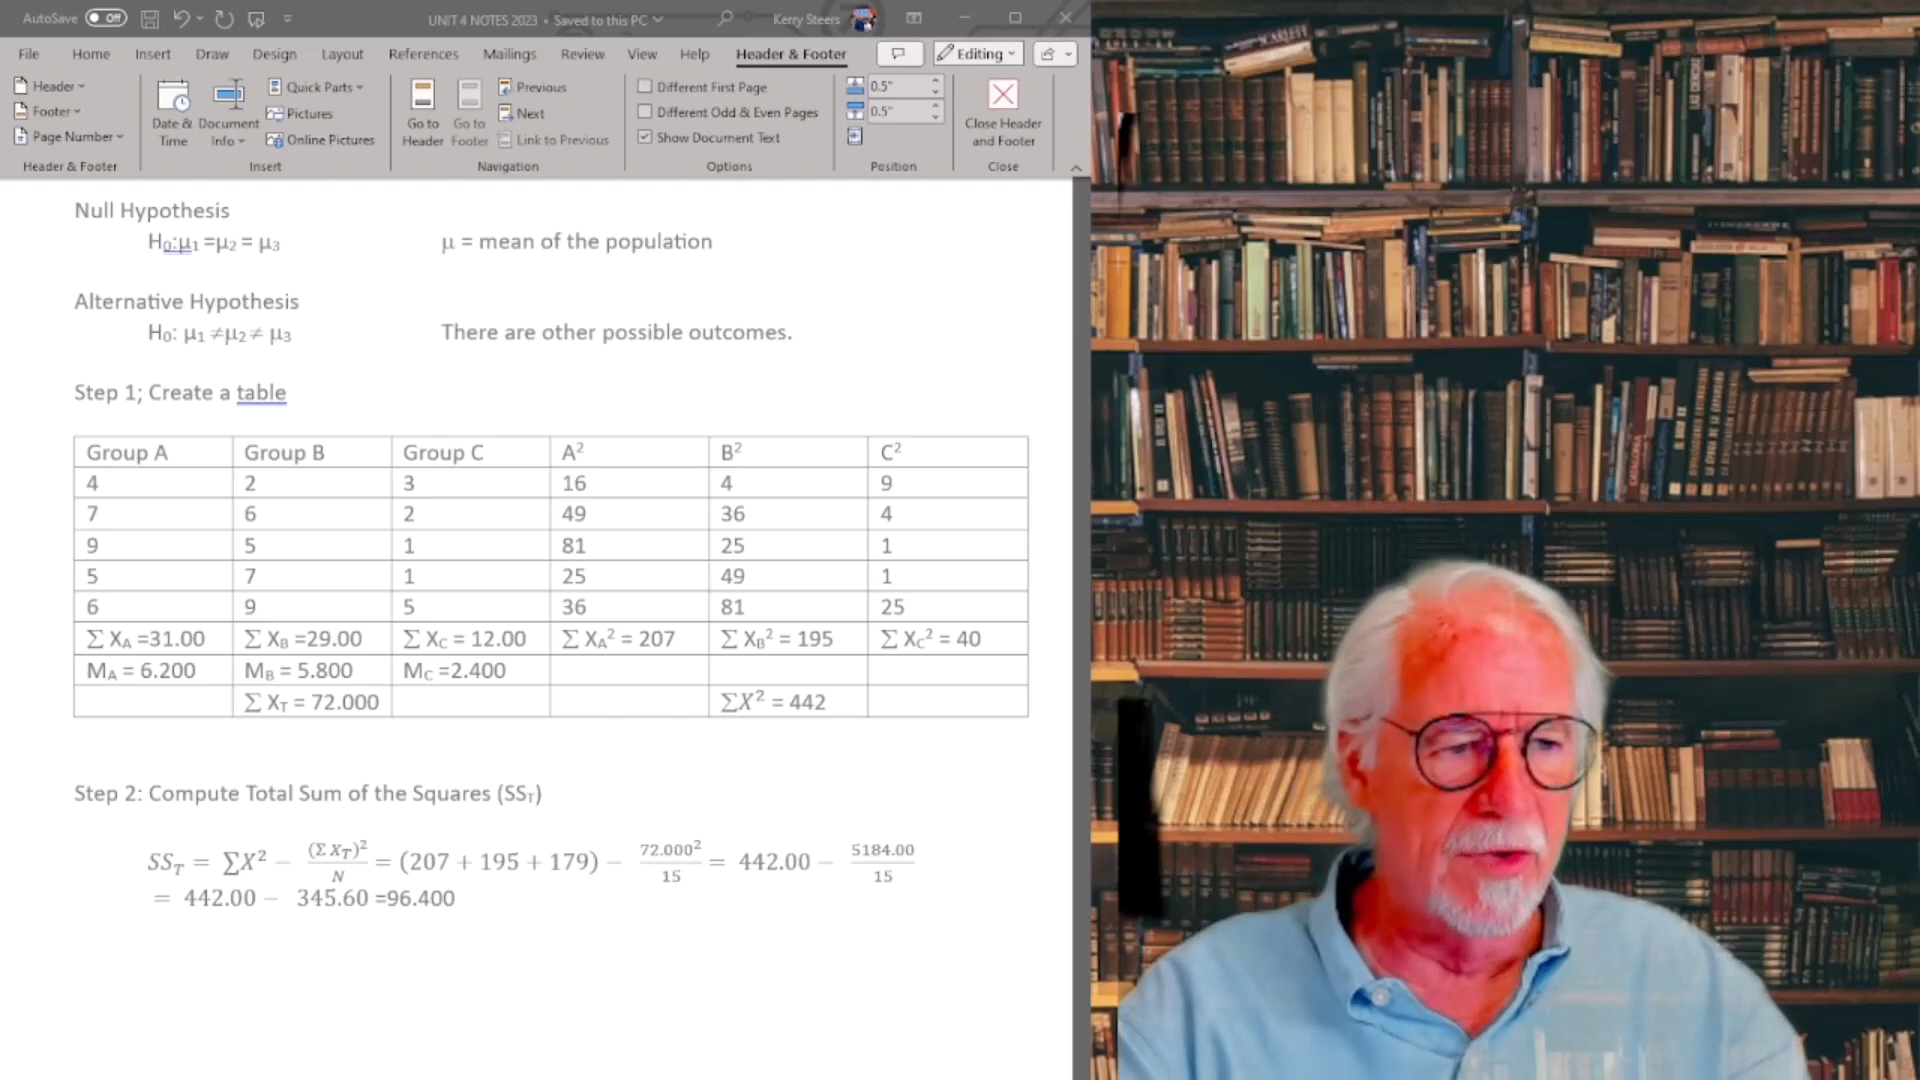 AutoSave Off UNIT 4 NOTES 2023 • Saved to this PC Kerry Steers
File Home Insert Draw Design Layout References Mailings Review View Help Header & Footer Editing
Header
Footer
Page Number
Header & Footer
Date & Time
Document Info
Quick Parts
Pictures
Online Pictures
Insert
Go to Header
Go to Footer
Previous
Next
Link to Previous
Navigation
Different First Page
Different Odd & Even Pages
Show Document Text
Options
0.5"
0.5"
Position
Close Header and Footer
Close
Null Hypothesis
H₀:µ₁ =µ₂ = µ₃ µ = mean of the population
Alternative Hypothesis
H₀: µ₁ ≠µ₂≠ µ₃ There are other possible outcomes.
Step 1; Create a table
Group A Group B Group C A² B² C²
4 2 3 16 4 9
7 6 2 49 36 4
9 5 1 81 25 1
5 7 1 25 49 1
6 9 5 36 81 25
∑ XA =31.00 ∑ XB =29.00 ∑ XC = 12.00 ∑ XA² = 207 ∑ XB² = 195 ∑ XC² = 40
MA = 6.200 MB = 5.800 MC =2.400
∑ XT = 72.000 ∑X² = 442
Step 2: Compute Total Sum of the Squares (SST)
SST = ∑X² − (∑ XT)²/N = (207 + 195 + 179) − 72.000²/15 = 442.00 − 5184.00/15
= 442.00 − 345.60 =96.400